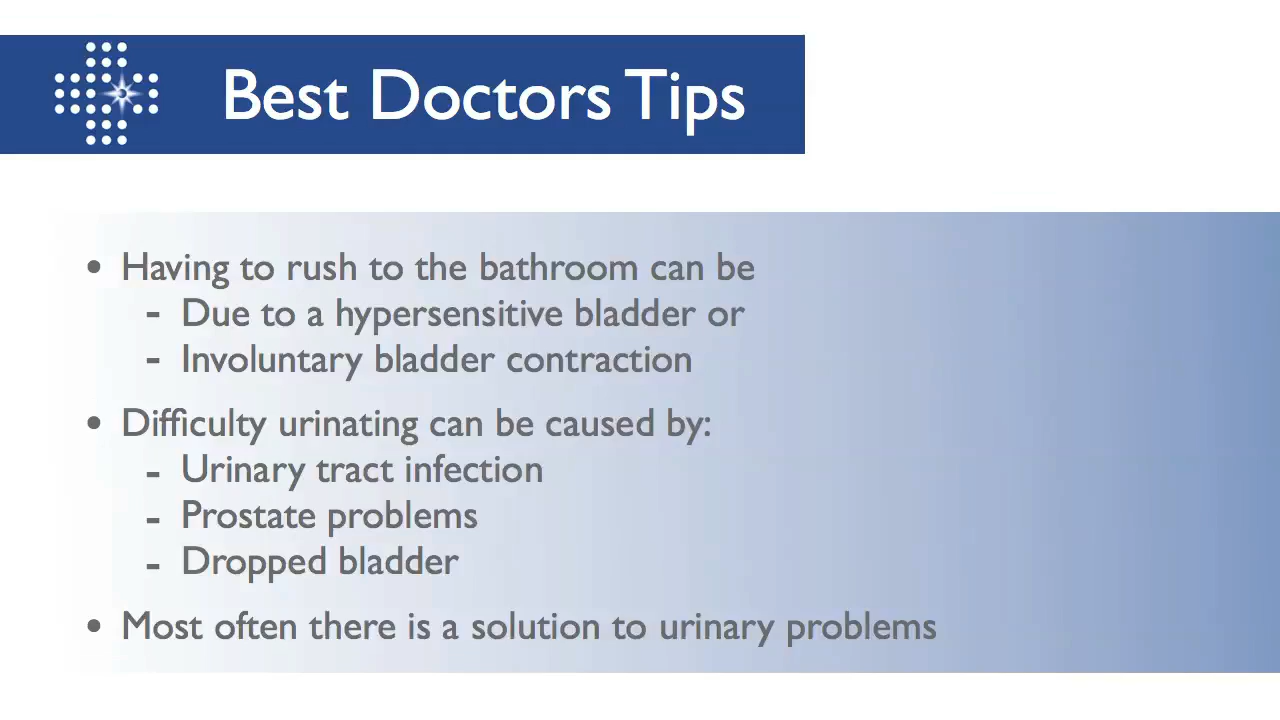 Best Doctors Tips
• Having to rush to the bathroom can be
- Due to a hypersensitive bladder or
- Involuntary bladder contraction
• Difficulty urinating can be caused by:
- Urinary tract infection
- Prostate problems
- Dropped bladder
• Most often there is a solution to urinary problems